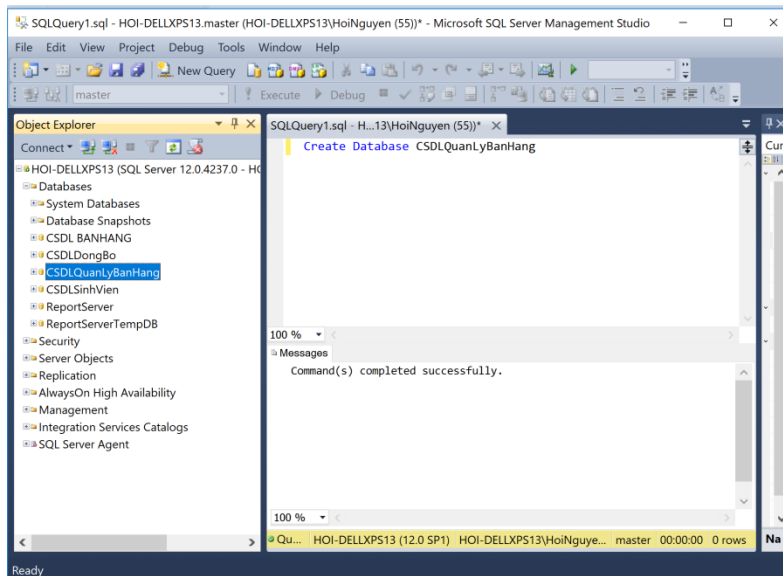 SQLQuery1.sql - HOI-DELLXPS13.master (HOI-DELLXPS13\HoiNguyen (55))* - Microsoft SQL Server Management Studio
File Edit View Project Debug Tools Window Help
New Query
master Execute Debug
Object Explorer
Connect
HOI-DELLXPS13 (SQL Server 12.0.4237.0 - HO
Databases
System Databases
Database Snapshots
CSDL BANHANG
CSDLDongBo
CSDLQuanLyBanHang
CSDLSinhVien
ReportServer
ReportServerTempDB
Security
Server Objects
Replication
AlwaysOn High Availability
Management
Integration Services Catalogs
SQL Server Agent
SQLQuery1.sql - H...13\HoiNguyen (55))*
Create Database CSDLQuanLyBanHang
100 %
Messages
Command(s) completed successfully.
100 %
Qu... HOI-DELLXPS13 (12.0 SP1) HOI-DELLXPS13\HoiNguye... master 00:00:00 0 rows
Cur
Na
Ready